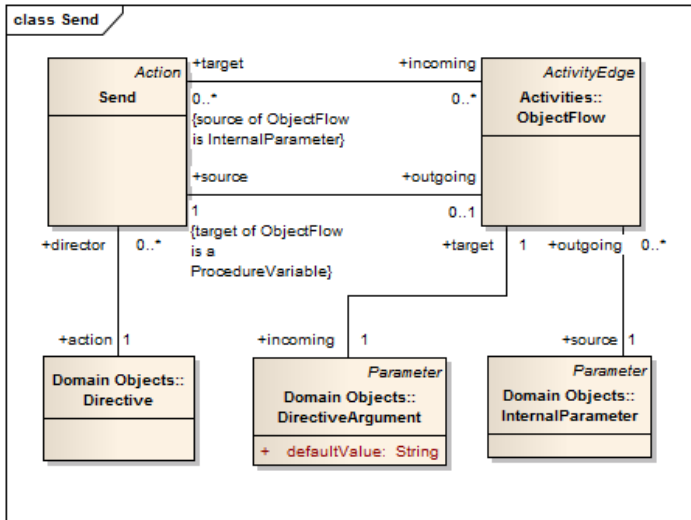 class Send
Action
Send
+target
+incoming
0..*
0..*
{source of ObjectFlow
is InternalParameter}
+source
+outgoing
1
0..1
{target of ObjectFlow
is a
ProcedureVariable}
ActivityEdge
Activities::
ObjectFlow
+director
0..*
+target
1
+outgoing
0..*
+action
1
+incoming
1
+source
1
Domain Objects::
Directive
Parameter
Domain Objects::
DirectiveArgument
+ defaultValue: String
Parameter
Domain Objects::
InternalParameter